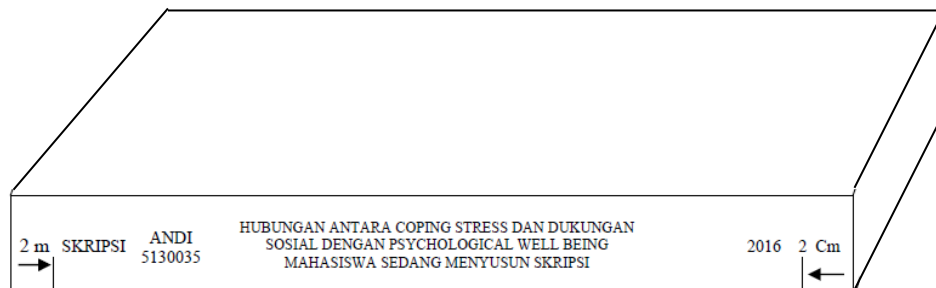 2 m SKRIPSI ANDI 5130035 HUBUNGAN ANTARA COPING STRESS DAN DUKUNGAN
SOSIAL DENGAN PSYCHOLOGICAL WELL BEING
MAHASISWA SEDANG MENYUSUN SKRIPSI
2016 2 Cm